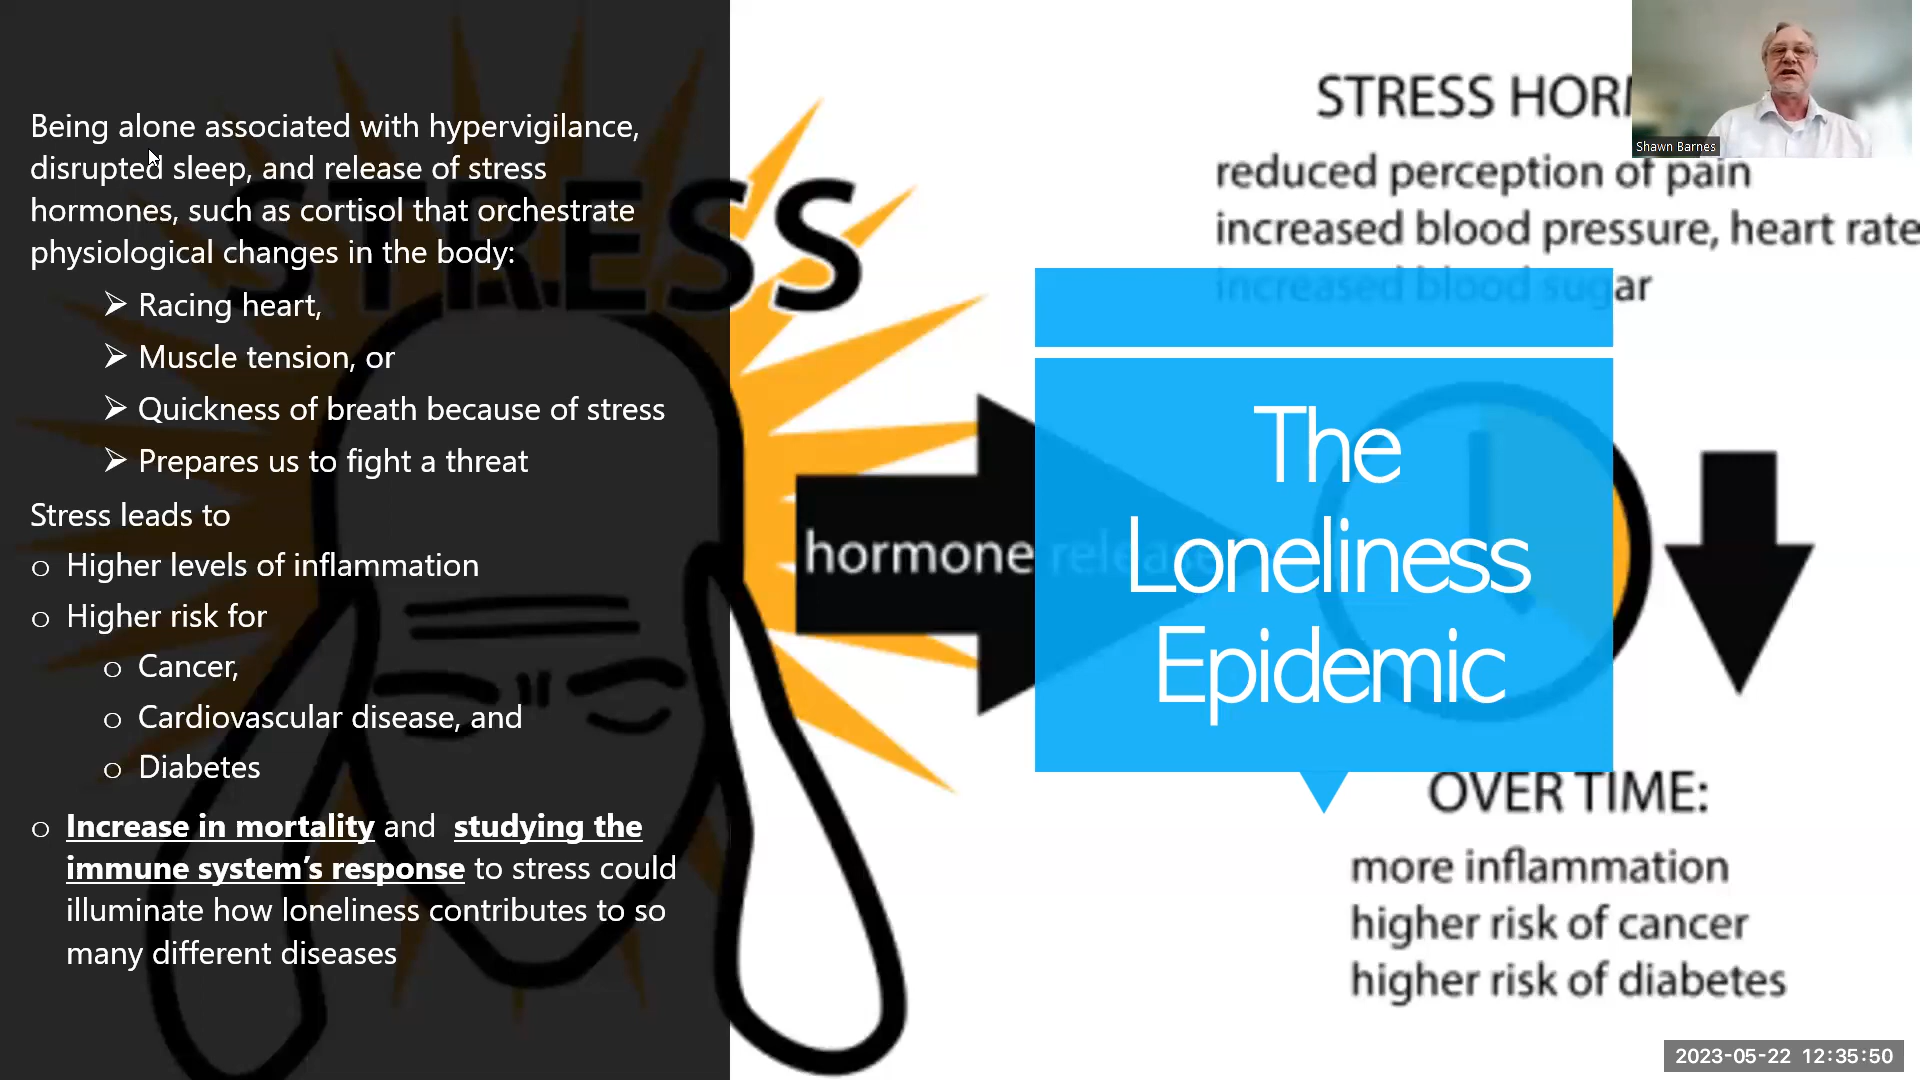 Being alone associated with hypervigilance,
disrupted sleep, and release of stress
hormones, such as cortisol that orchestrate
physiological changes in the body:
➢ Racing heart,
➢ Muscle tension, or
➢ Quickness of breath because of stress
➢ Prepares us to fight a threat
Stress leads to
o Higher levels of inflammation
o Higher risk for
o Cancer,
o Cardiovascular disease, and
o Diabetes
o Increase in mortality and studying the
immune system’s response to stress could
illuminate how loneliness contributes to so
many different diseases
STRESS
hormone release
STRESS
reduced perception of pain
increased blood pressure, heart rate
increased blood sugar
The
Loneliness
Epidemic
OVER TIME:
more inflammation
higher risk of cancer
higher risk of diabetes
Shawn Barnes
2023-05-22 12:35:50